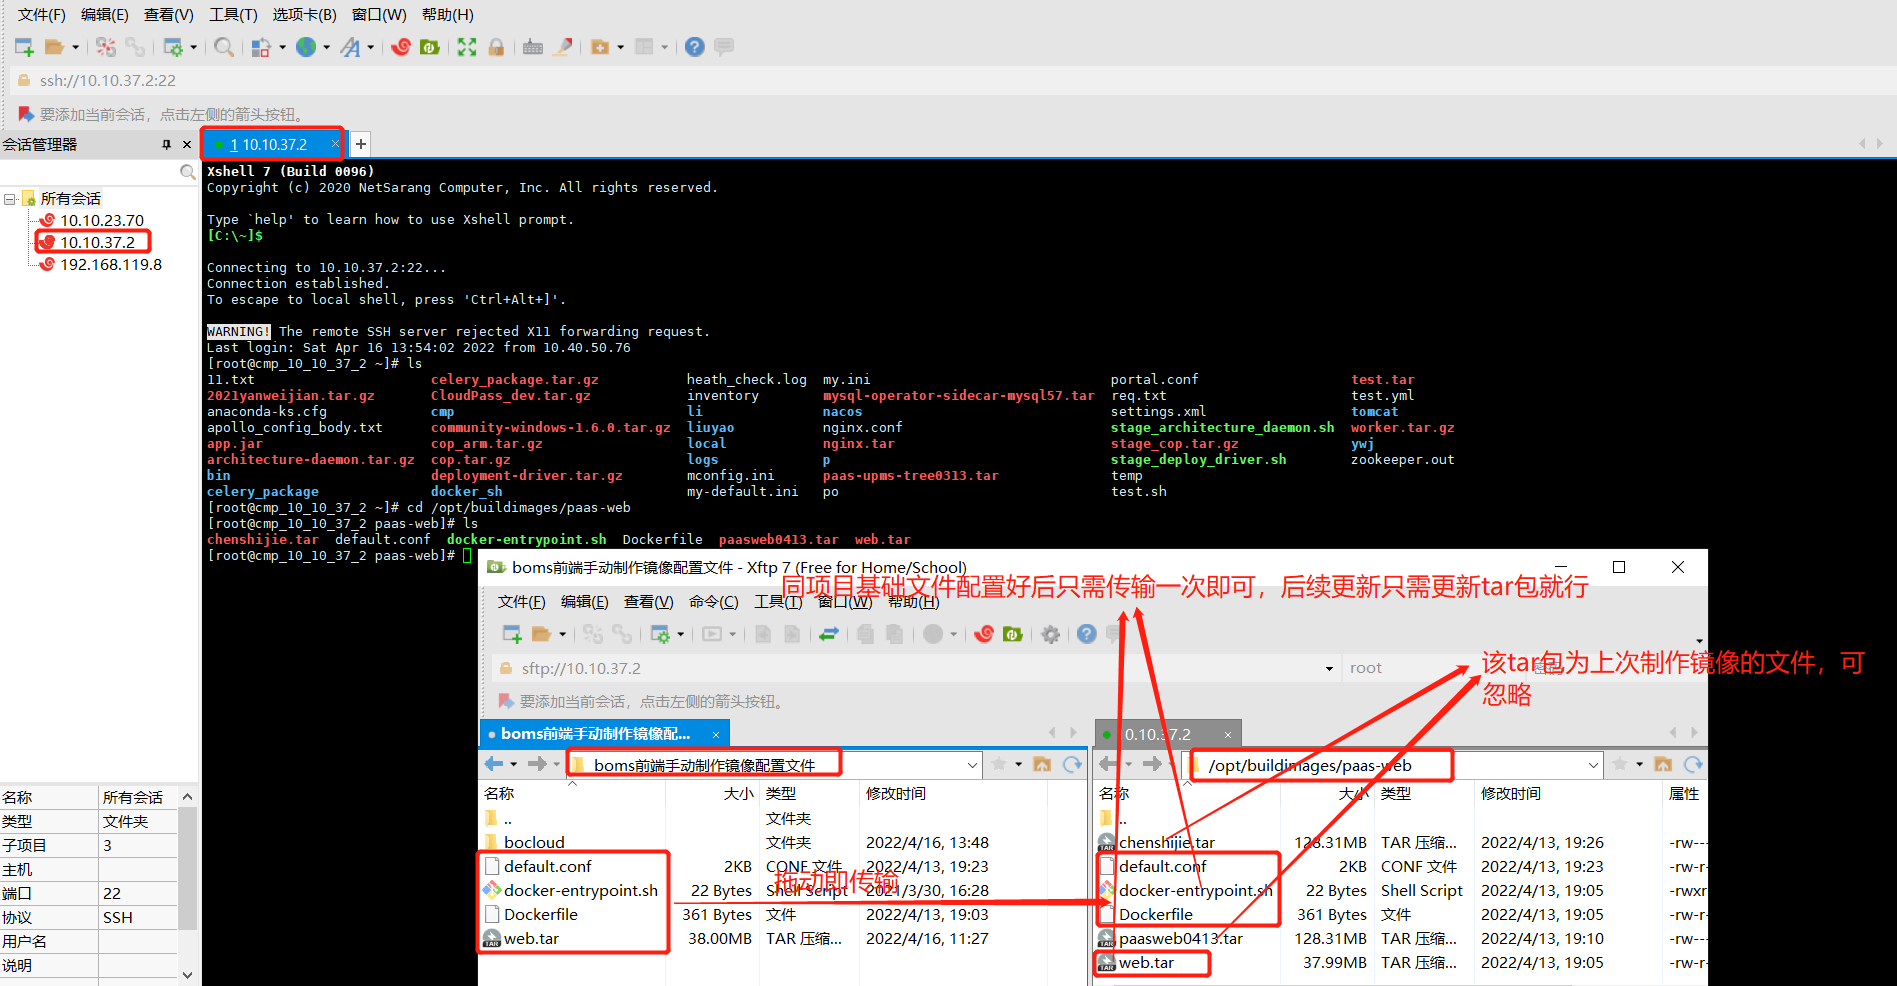 文件(F) 编辑(E) 查看(V) 工具(T) 选项卡(B) 窗口(W) 帮助(H)
ssh://10.10.37.2:22
要添加当前会话，点击左侧的箭头按钮。
会话管理器
1 10.10.37.2
所有会话
10.10.23.70
10.10.37.2
192.168.119.8
Xshell 7 (Build 0096)
Copyright (c) 2020 NetSarang Computer, Inc. All rights reserved.
Type `help' to learn how to use Xshell prompt.
[C:\~]$
Connecting to 10.10.37.2:22...
Connection established.
To escape to local shell, press 'Ctrl+Alt+]'.
WARNING! The remote SSH server rejected X11 forwarding request.
Last login: Sat Apr 16 13:54:02 2022 from 10.40.50.76
[root@cmp_10_10_37_2 ~]# ls
11.txt celery_package.tar.gz heath_check.log my.ini portal.conf test.tar
2021yanweijian.tar.gz CloudPass_dev.tar.gz inventory mysql-operator-sidecar-mysql57.tar req.txt test.yml
anaconda-ks.cfg cmp li nacos settings.xml tomcat
apollo_config_body.txt community-windows-1.6.0.tar.gz liuyao nginx.conf stage_architecture_daemon.sh worker.tar.gz
app.jar cop_arm.tar.gz local nginx.tar stage_cop.tar.gz ywj
architecture-daemon.tar.gz cop.tar.gz logs p stage_deploy_driver.sh zookeeper.out
bin deployment-driver.tar.gz mconfig.ini paas-upms-tree0313.tar temp
celery_package docker_sh my-default.ini po test.sh
[root@cmp_10_10_37_2 ~]# cd /opt/buildimages/paas-web
[root@cmp_10_10_37_2 paas-web]# ls
chenshijie.tar default.conf docker-entrypoint.sh Dockerfile paasweb0413.tar web.tar
[root@cmp_10_10_37_2 paas-web]#
boms前端手动制作镜像配置文件 - Xftp 7 (Free for Home/School)
同项目基础文件配置好后只需传输一次即可，后续更新只需更新tar包就行
文件(F) 编辑(E) 查看(V) 命令(C) 工具(T) 窗口(W) 帮助(H)
sftp://10.10.37.2 root
该tar包为上次制作镜像的文件，可
忽略
要添加当前会话，点击左侧的箭头按钮。
boms前端手动制作镜像配...
10.10.37.2
boms前端手动制作镜像配置文件
/opt/buildimages/paas-web
名称 大小 类型 修改时间
.. 文件夹
bocloud 文件夹 2022/4/16, 13:48
default.conf 2KB CONF 文件 2022/4/13, 19:23
docker-entrypoint.sh 22 Bytes Shell Script 2021/3/30, 16:28
Dockerfile 361 Bytes 文件 2022/4/13, 19:03
web.tar 38.00MB TAR 压缩... 2022/4/16, 11:27
拖动即传输
名称 大小 类型 修改时间 属性
..
chenshijie.tar 128.31MB TAR 压缩... 2022/4/13, 19:26 -rw---
default.conf 2KB CONF 文件 2022/4/13, 19:23 -rw-r-
docker-entrypoint.sh 22 Bytes Shell Script 2022/4/13, 19:05 -rwxr
Dockerfile 361 Bytes 文件 2022/4/13, 19:05 -rw-r-
paasweb0413.tar 128.31MB TAR 压缩... 2022/4/13, 19:10 -rw---
web.tar 37.99MB TAR 压缩... 2022/4/13, 19:05 -rw-r-
名称 所有会话
类型 文件夹
子项目 3
主机
端口 22
协议 SSH
用户名
说明